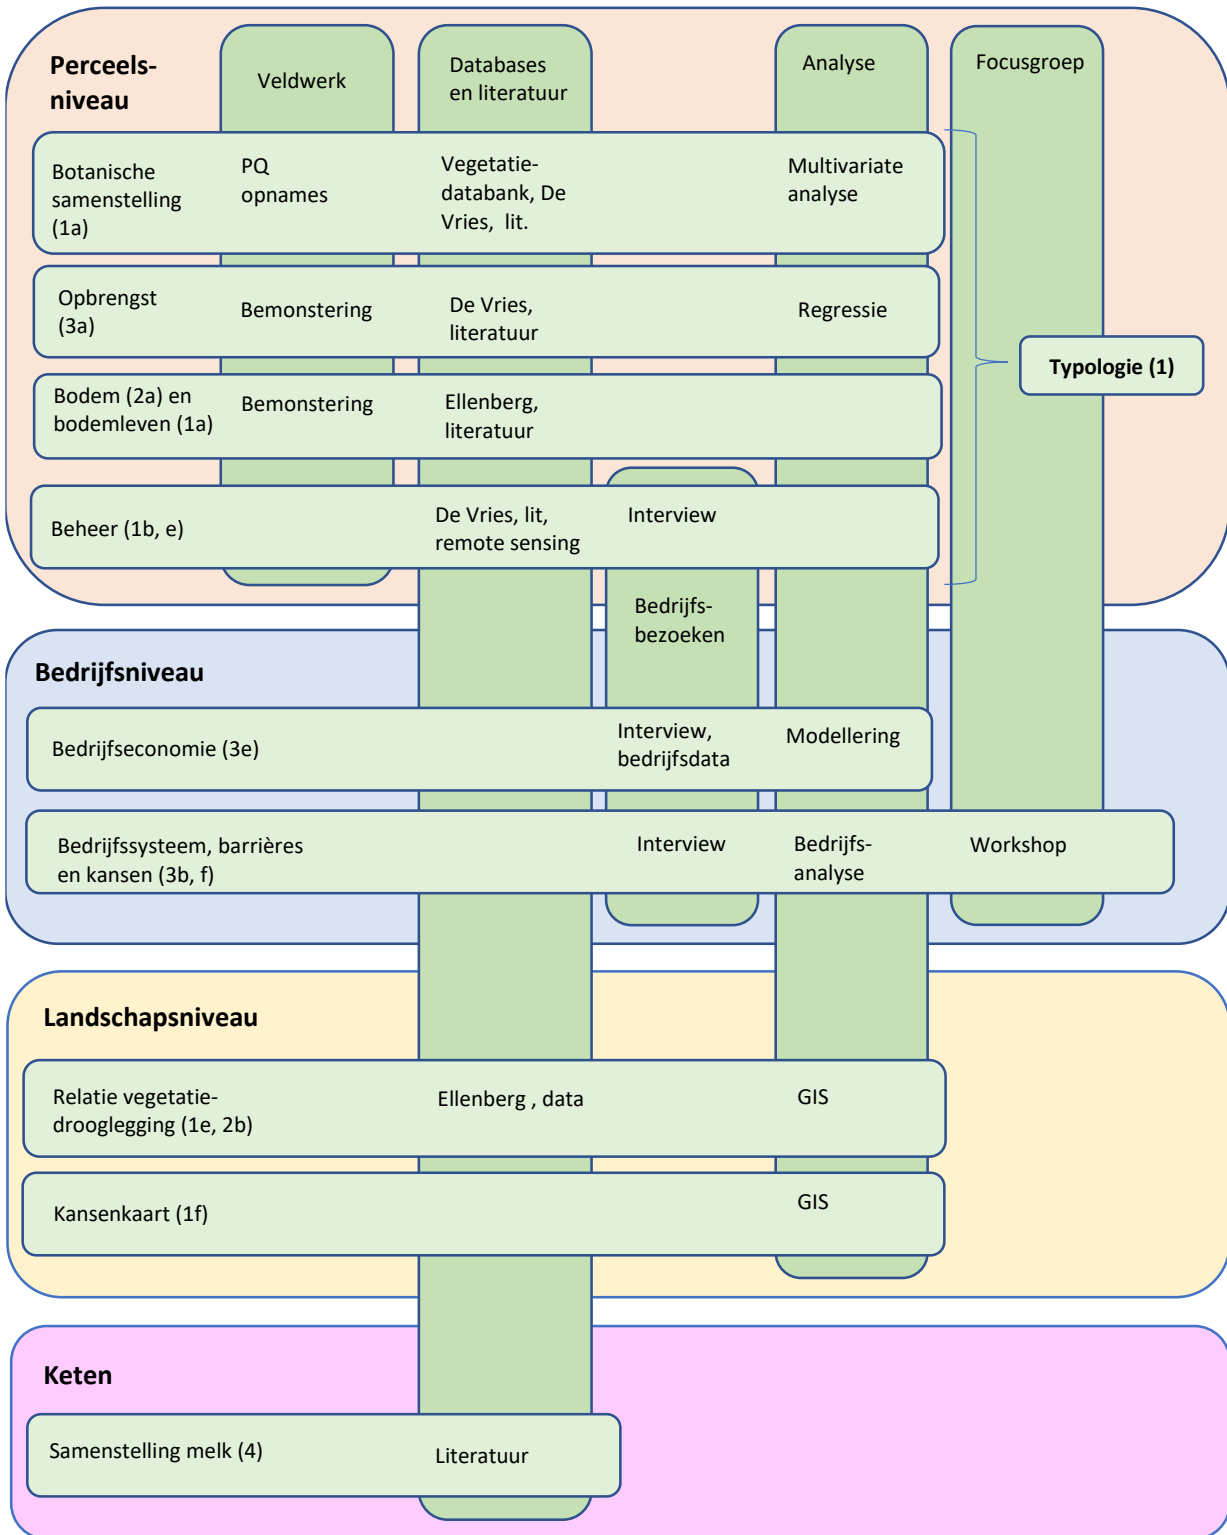 Perceels-
niveau
Veldwerk
Databases
en literatuur
Analyse
Focusgroep
Botanische
samenstelling
(1a)
PQ
opnames
Vegetatie-
databank, De
Vries, lit.
Multivariate
analyse
Opbrengst
(3a)
Bemonstering
De Vries,
literatuur
Regressie
Typologie (1)
Bodem (2a) en
bodemleven (1a)
Bemonstering
Ellenberg,
literatuur
Beheer (1b, e)
De Vries, lit,
remote sensing
Interview
Bedrijfs-
bezoeken
Bedrijfsniveau
Bedrijfseconomie (3e)
Interview,
bedrijfsdata
Modellering
Bedrijfssysteem, barrières
en kansen (3b, f)
Interview
Bedrijfs-
analyse
Workshop
Landschapsniveau
Relatie vegetatie-
drooglegging (1e, 2b)
Ellenberg , data
GIS
Kansenkaart (1f)
GIS
Keten
Samenstelling melk (4)
Literatuur